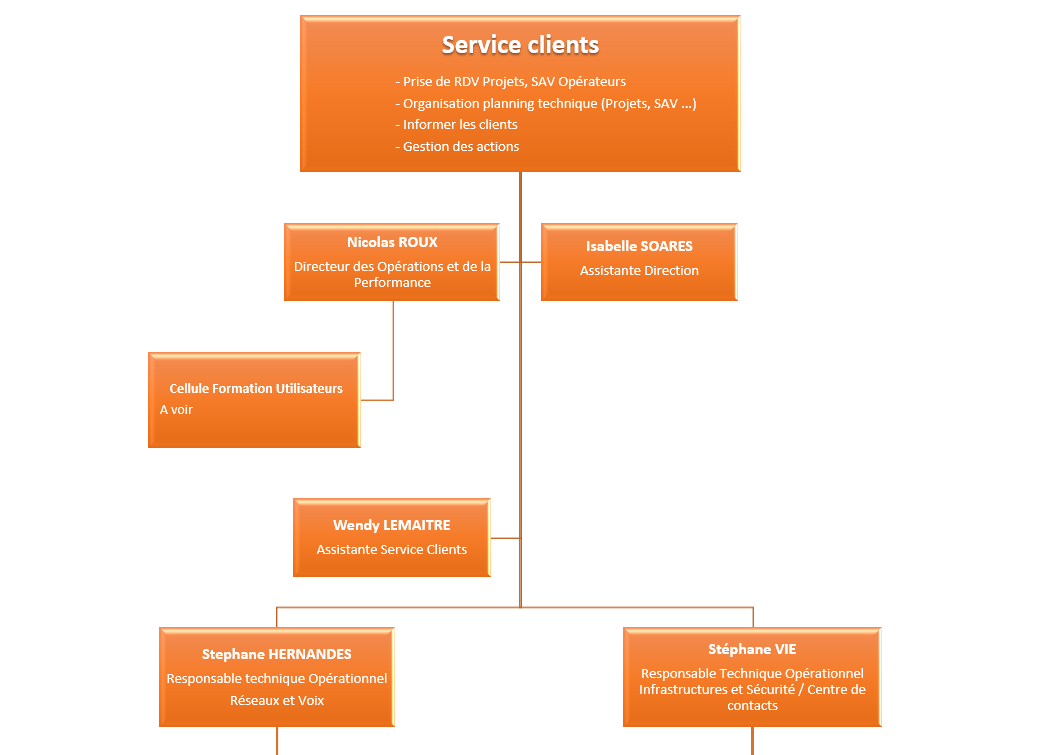 Service clients
- Prise de RDV Projets, SAV Opérateurs
- Organisation planning technique (Projets, SAV ...)
- Informer les clients
- Gestion des actions
Nicolas ROUX
Directeur des Opérations et de la
Performance
Isabelle SOARES
Assistante Direction
Cellule Formation Utilisateurs
A voir
Wendy LEMAITRE
Assistante Service Clients
Stephane HERNANDES
Responsable technique Opérationnel
Réseaux et Voix
Stéphane VIE
Responsable Technique Opérationnel
Infrastructures et Sécurité / Centre de
contacts